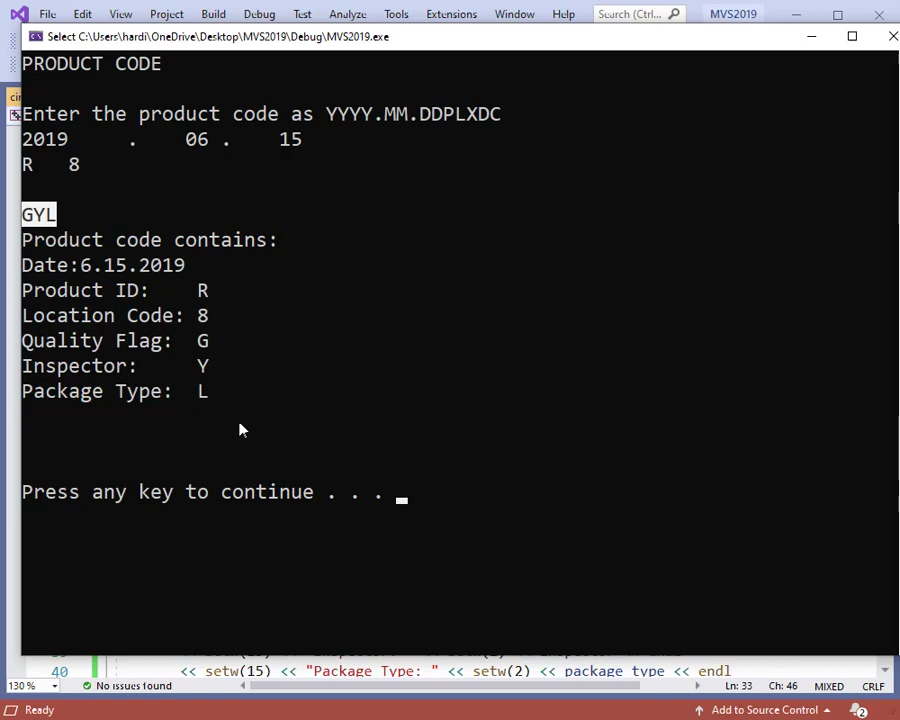 File Edit View Project Build Debug Test Analyze Tools Extensions Window Help Search (Ctrl... MVS2019
Select C:\Users\hardi\OneDrive\Desktop\MVS2019\Debug\MVS2019.exe
PRODUCT CODE
Enter the product code as YYYY.MM.DDPLXDC
2019 . 06 . 15
R 8
GYL
Product code contains:
Date:6.15.2019
Product ID: R
Location Code: 8
Quality Flag: G
Inspector: Y
Package Type: L
Press any key to continue . . .
40 << setw(15) << "Package Type: " << setw(2) << package_type << endl
130 % No issues found Ln: 33 Ch: 46 MIXED CRLF
Ready Add to Source Control 2